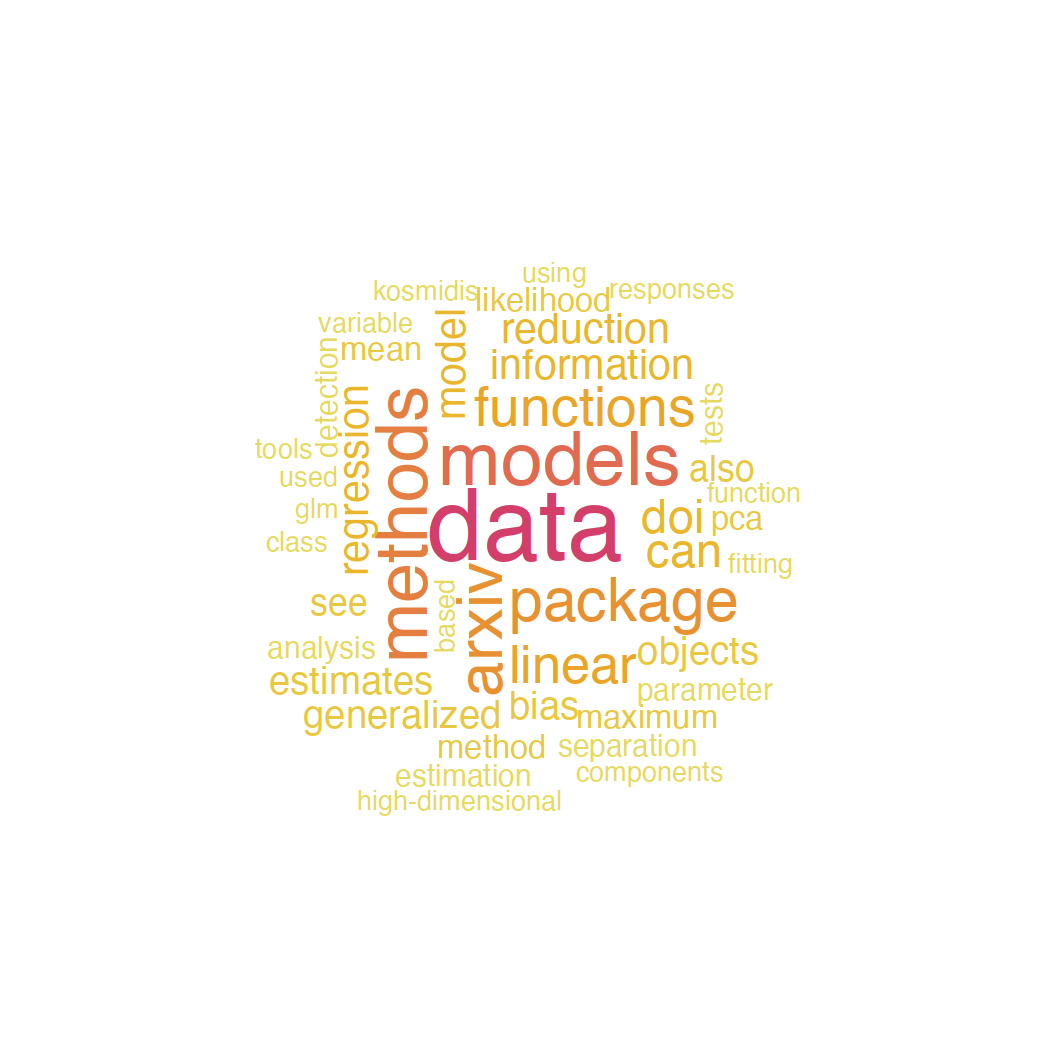 using
kosmidis
likelihood
responses
variable
model
reduction
mean
information
detection
regression
methods
functions
tests
tools
models
also
used
data
function
glm
doi
pca
class
can
fitting
see
based
arxiv
package
analysis
linear
objects
estimates
parameter
generalized
bias
maximum
method
separation
estimation
components
high-dimensional